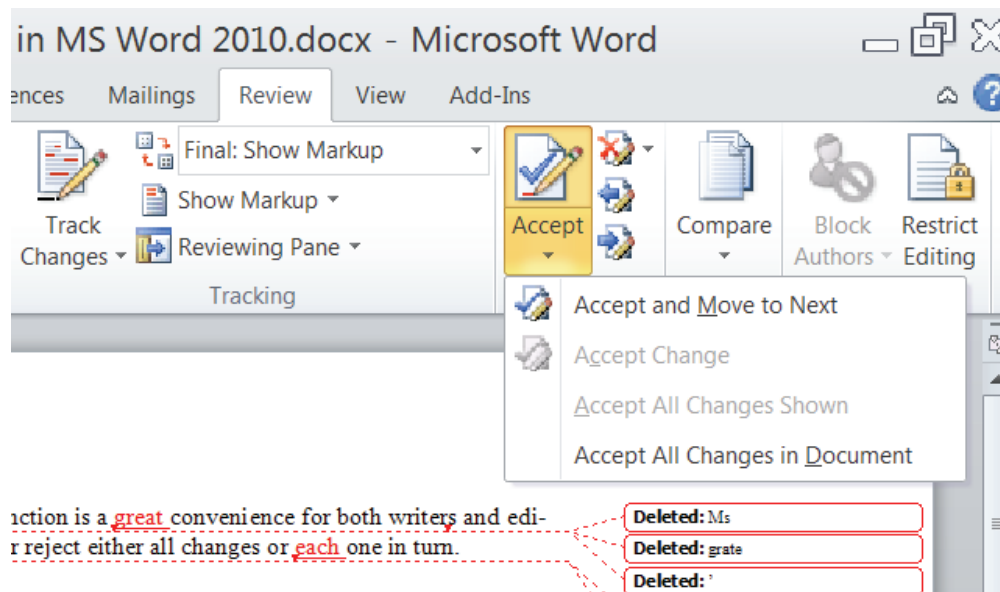 in MS Word 2010.docx - Microsoft Word
ences Mailings Review View Add-Ins
Final: Show Markup
Show Markup
Reviewing Pane
Track
Changes
Tracking
Accept
Compare
Block
Authors
Restrict
Editing
Accept and Move to Next
Accept Change
Accept All Changes Shown
Accept All Changes in Document
nction is a great convenience for both writers and edi-
r reject either all changes or each one in turn.
Deleted: Ms
Deleted: grate
Deleted: '